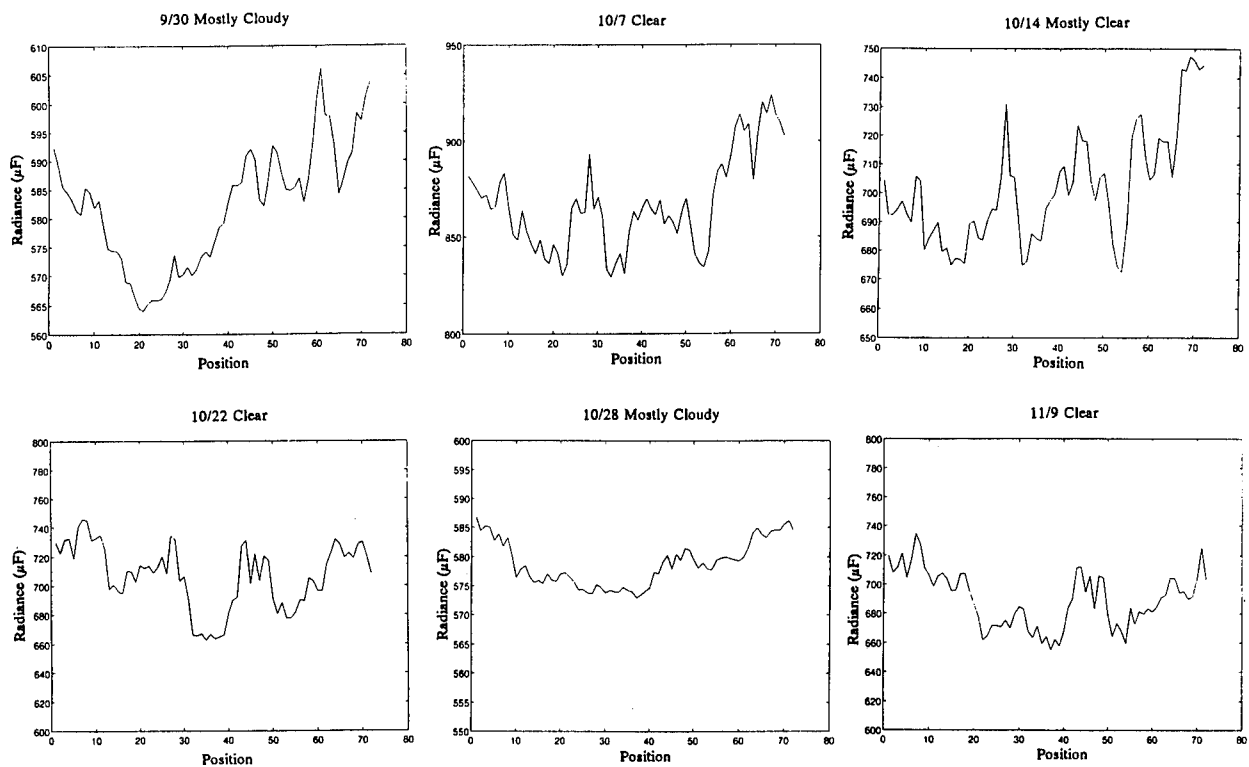 9/30 Mostly Cloudy
610
605
600
595
590
585
580
575
570
565
560
Radiance (μF)
0 10 20 30 40 50 60 70 80
Position
10/7 Clear
950
900
850
800
Radiance (μF)
0 10 20 30 40 50 60 70 80
Position
10/14 Mostly Clear
750
740
730
720
710
700
690
680
670
660
650
Radiance (μF)
0 10 20 30 40 50 60 70 80
Position
10/22 Clear
800
780
760
740
720
700
680
660
640
620
600
Radiance (μF)
0 10 20 30 40 50 60 70 80
Position
10/28 Mostly Cloudy
600
595
590
585
580
575
570
565
560
555
550
Radiance (μF)
0 10 20 30 40 50 60 70 80
Position
11/9 Clear
800
780
760
740
720
700
680
660
640
620
600
Radiance (μF)
0 10 20 30 40 50 60 70 80
Position